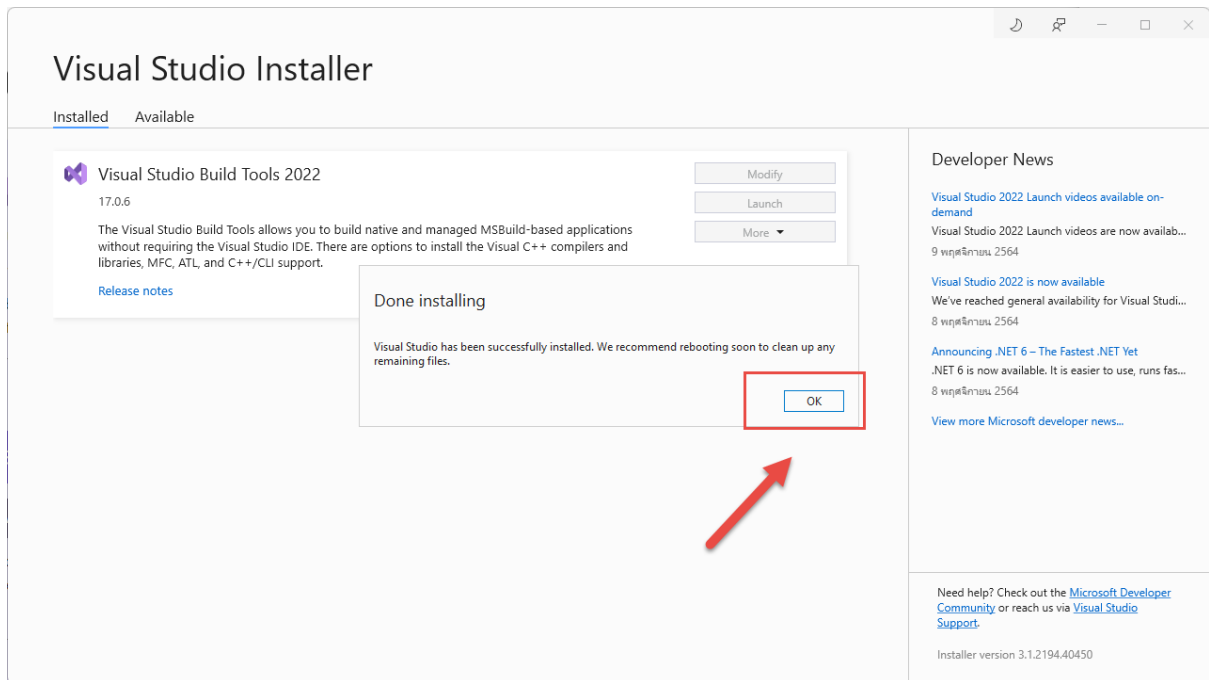 Visual Studio Installer
Installed Available
Visual Studio Build Tools 2022
17.0.6
The Visual Studio Build Tools allows you to build native and managed MSBuild-based applications
without requiring the Visual Studio IDE. There are options to install the Visual C++ compilers and
libraries, MFC, ATL, and C++/CLI support.
Release notes
Modify
Launch
More
Done installing
Visual Studio has been successfully installed. We recommend rebooting soon to clean up any
remaining files.
OK
Developer News
Visual Studio 2022 Launch videos available on-
demand
Visual Studio 2022 Launch videos are now availab...
9 พฤศจิกายน 2564
Visual Studio 2022 is now available
We've reached general availability for Visual Studi...
8 พฤศจิกายน 2564
Announcing .NET 6 – The Fastest .NET Yet
.NET 6 is now available. It is easier to use, runs fas...
8 พฤศจิกายน 2564
View more Microsoft developer news...
Need help? Check out the Microsoft Developer
Community or reach us via Visual Studio
Support.
Installer version 3.1.2194.40450